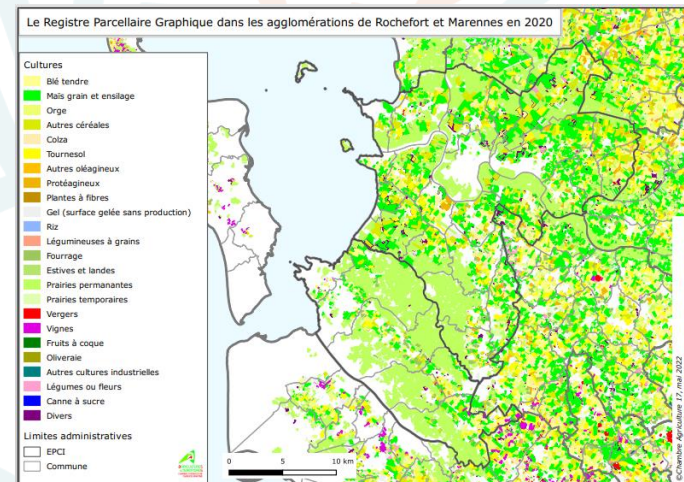 Le Registre Parcellaire Graphique dans les agglomérations de Rochefort et Marennes en 2020
Cultures
Blé tendre
Maïs grain et ensilage
Orge
Autres céréales
Colza
Tournesol
Autres oléagineux
Protéagineux
Plantes à fibres
Gel (surface gelée sans production)
Riz
Légumineuses à grains
Fourrage
Estives et landes
Prairies permanantes
Prairies temporaires
Vergers
Vignes
Fruits à coque
Oliveraie
Autres cultures industrielles
Légumes ou fleurs
Canne à sucre
Divers
Limites administratives
EPCI
Commune
0 5 10 km
©Chambre Agriculture 17, mar 2022